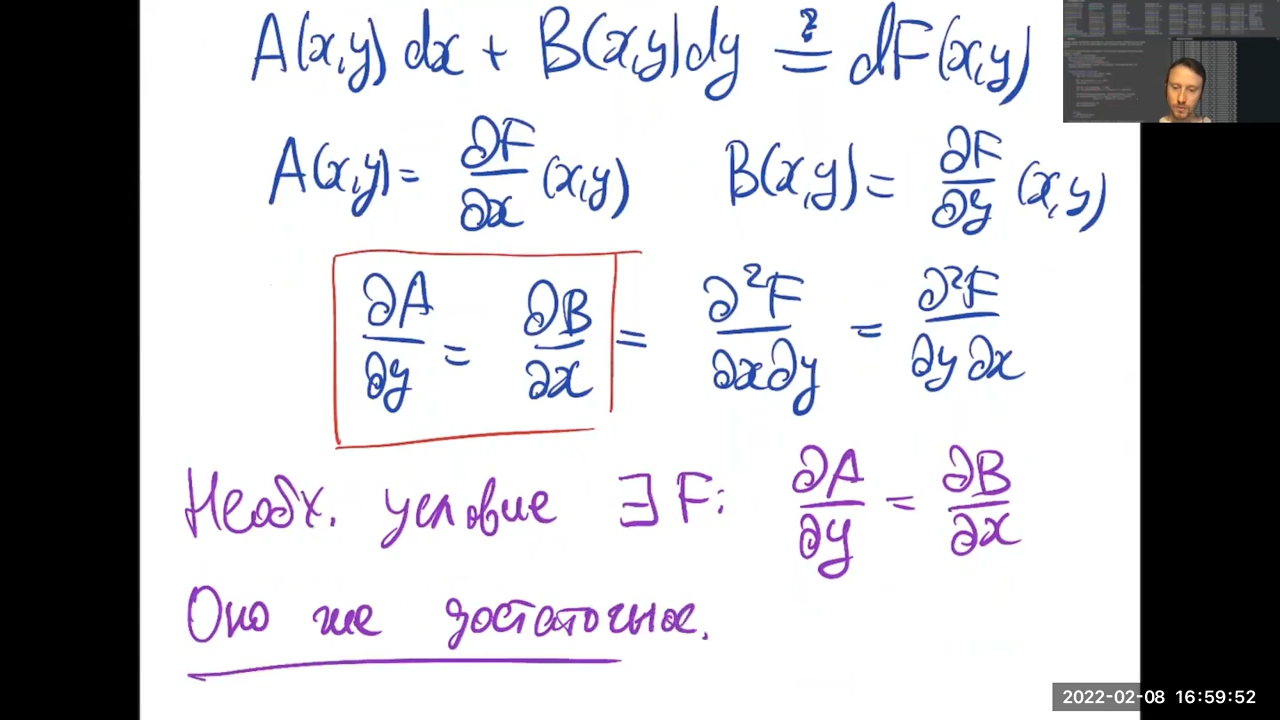 A(x,y) dx + B(x,y) dy ?= dF(x,y)
A(x,y) = ∂F/∂x (x,y) B(x,y) = ∂F/∂y (x,y)
∂A/∂y = ∂B/∂x = ∂²F/∂x∂y = ∂²F/∂y∂x
Необх. условие ∃ F: ∂A/∂y = ∂B/∂x
Оно же достаточное.
2022-02-08 16:59:52